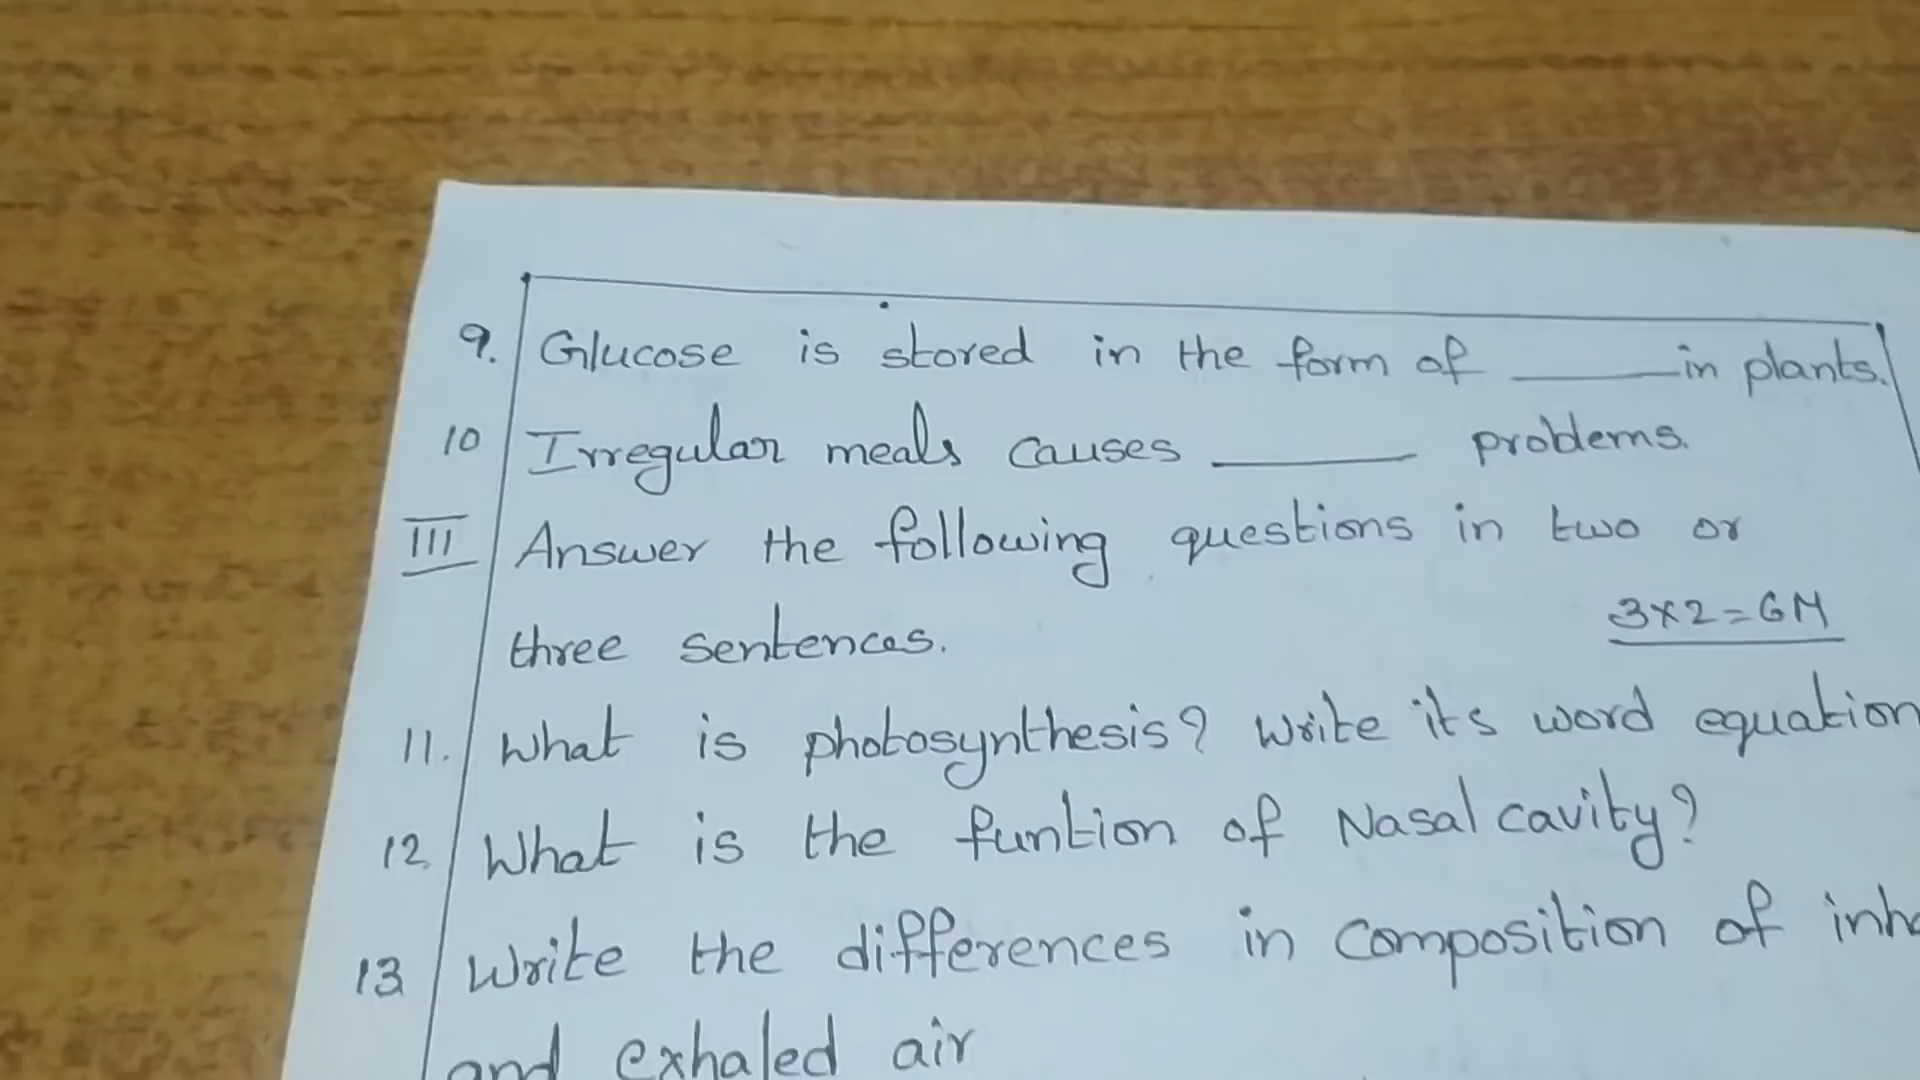 9. Glucose is stored in the form of ______ in plants.
10 Irregular meals causes ______ problems.
III Answer the following questions in two or
three sentences.
3x2=6M
11. What is photosynthesis? Write its word equation
12. What is the funtion of Nasal cavity?
13 Write the differences in composition of inha
and exhaled air